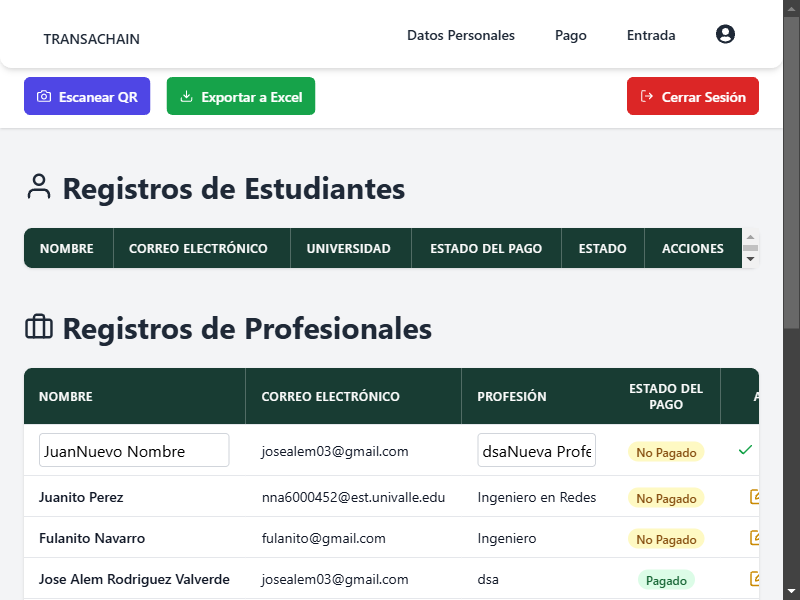 TRANSACHAIN
Datos Personales Pago Entrada
Escanear QR Exportar a Excel Cerrar Sesión
Registros de Estudiantes
NOMBRE CORREO ELECTRÓNICO UNIVERSIDAD ESTADO DEL PAGO ESTADO ACCIONES
Registros de Profesionales
NOMBRE CORREO ELECTRÓNICO PROFESIÓN ESTADO DEL PAGO A
JuanNuevo Nombre josealem03@gmail.com dsaNueva Profe No Pagado
Juanito Perez nna6000452@est.univalle.edu Ingeniero en Redes No Pagado
Fulanito Navarro fulanito@gmail.com Ingeniero No Pagado
Jose Alem Rodriguez Valverde josealem03@gmail.com dsa Pagado